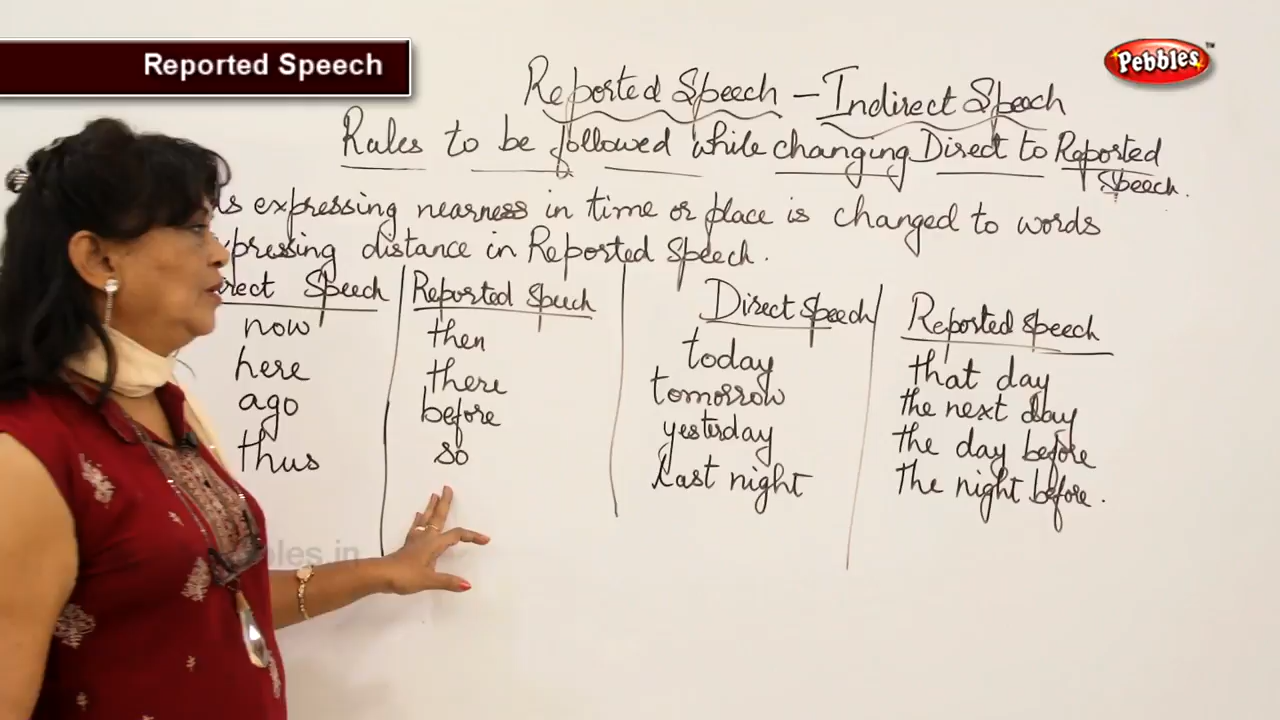 Reported Speech
Pebbles™
Reported Speech – Indirect Speech
Rules to be followed while changing Direct to Reported
Speech.
expressing nearness in time or place is changed to words
distance in Reported Speech.
Speech Reported Speech
now then
here there
ago before
thus so
Direct Speech Reported Speech
today that day
tomorrow the next day
yesterday the day before
Last night The night before.